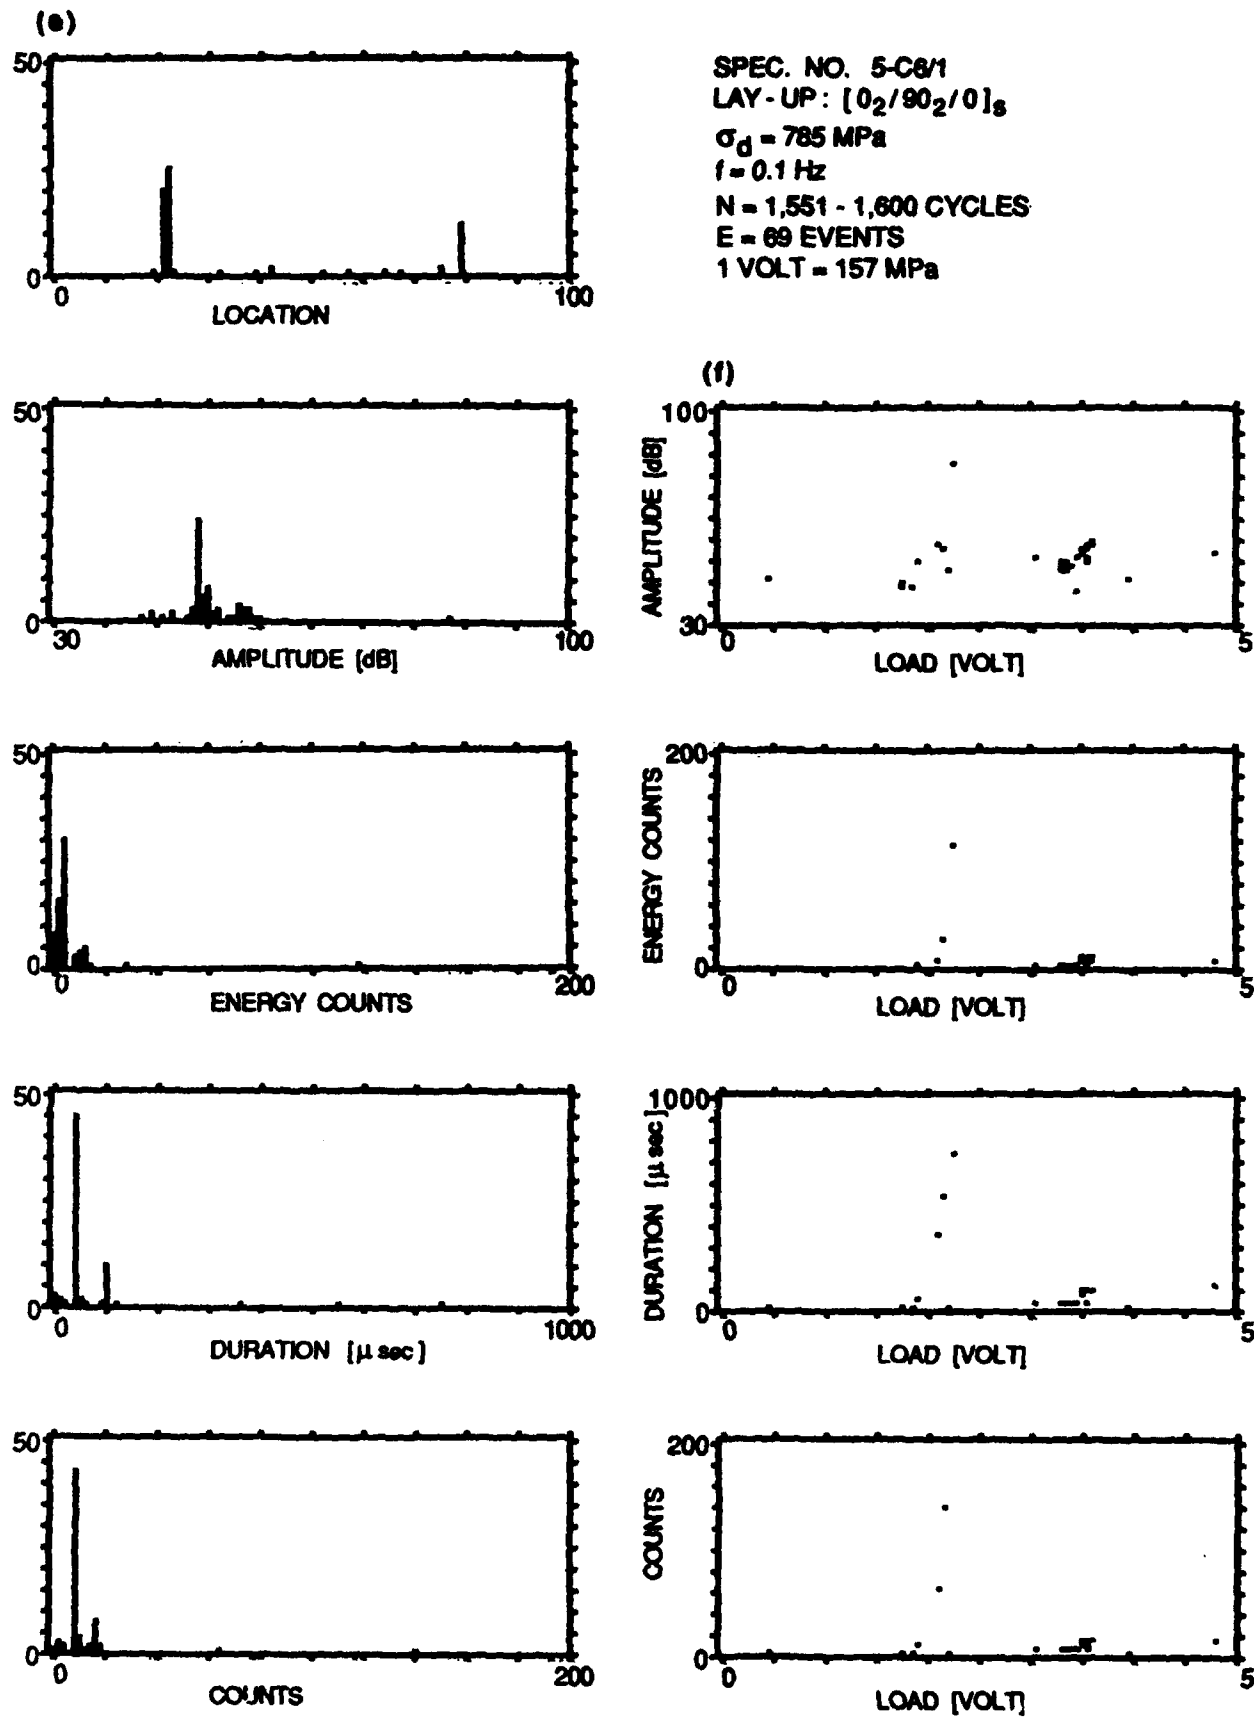 (e)
50
0
0
100
LOCATION
SPEC. NO. 5-C6/1
LAY-UP: [0₂/90₂/0]ₛ
σd = 785 MPa
f = 0.1 Hz
N = 1,551 - 1,600 CYCLES
E = 69 EVENTS
1 VOLT = 157 MPa
50
0
30
100
AMPLITUDE [dB]
(f)
100
30
AMPLITUDE [dB]
0
5
LOAD [VOLT]
50
0
0
200
ENERGY COUNTS
200
0
ENERGY COUNTS
0
5
LOAD [VOLT]
50
0
0
1000
DURATION [μ sec]
1000
0
DURATION [μ sec]
0
5
LOAD [VOLT]
50
0
0
200
COUNTS
200
0
COUNTS
0
5
LOAD [VOLT]